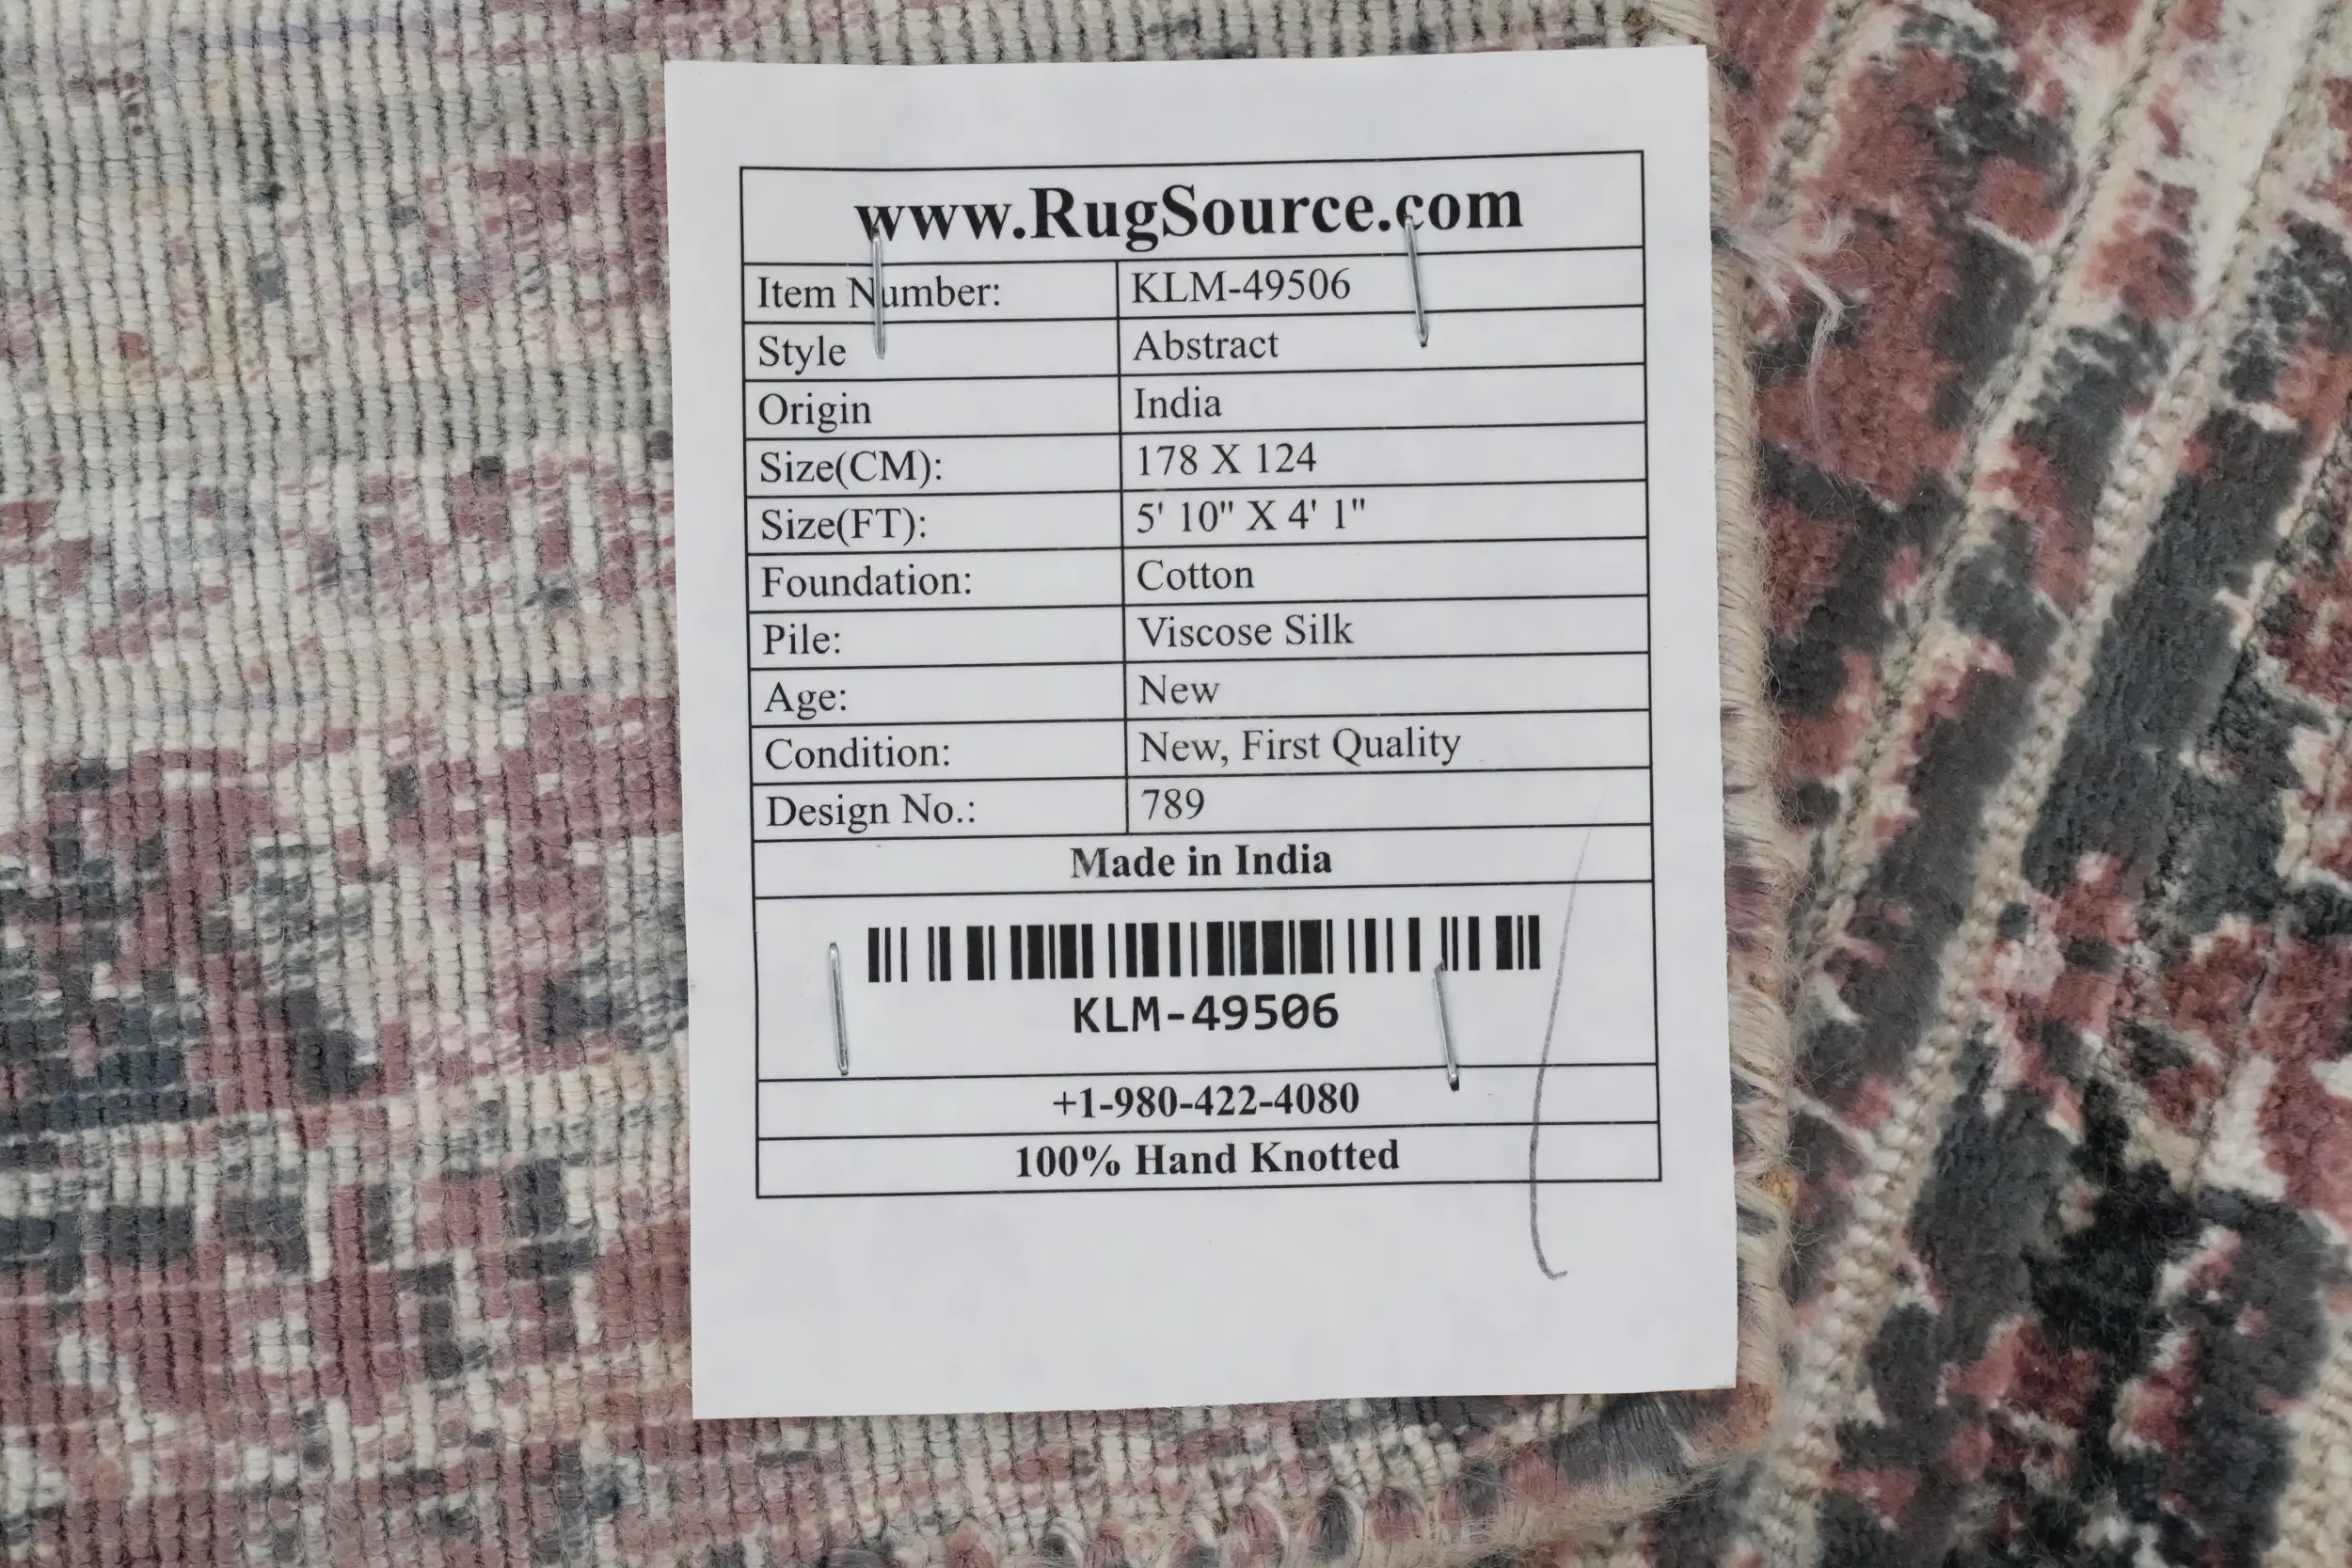 www.RugSource.com
Item Number: KLM-49506
Style Abstract
Origin India
Size(CM): 178 X 124
Size(FT): 5' 10" X 4' 1"
Foundation: Cotton
Pile: Viscose Silk
Age: New
Condition: New, First Quality
Design No.: 789
Made in India
KLM-49506
+1-980-422-4080
100% Hand Knotted